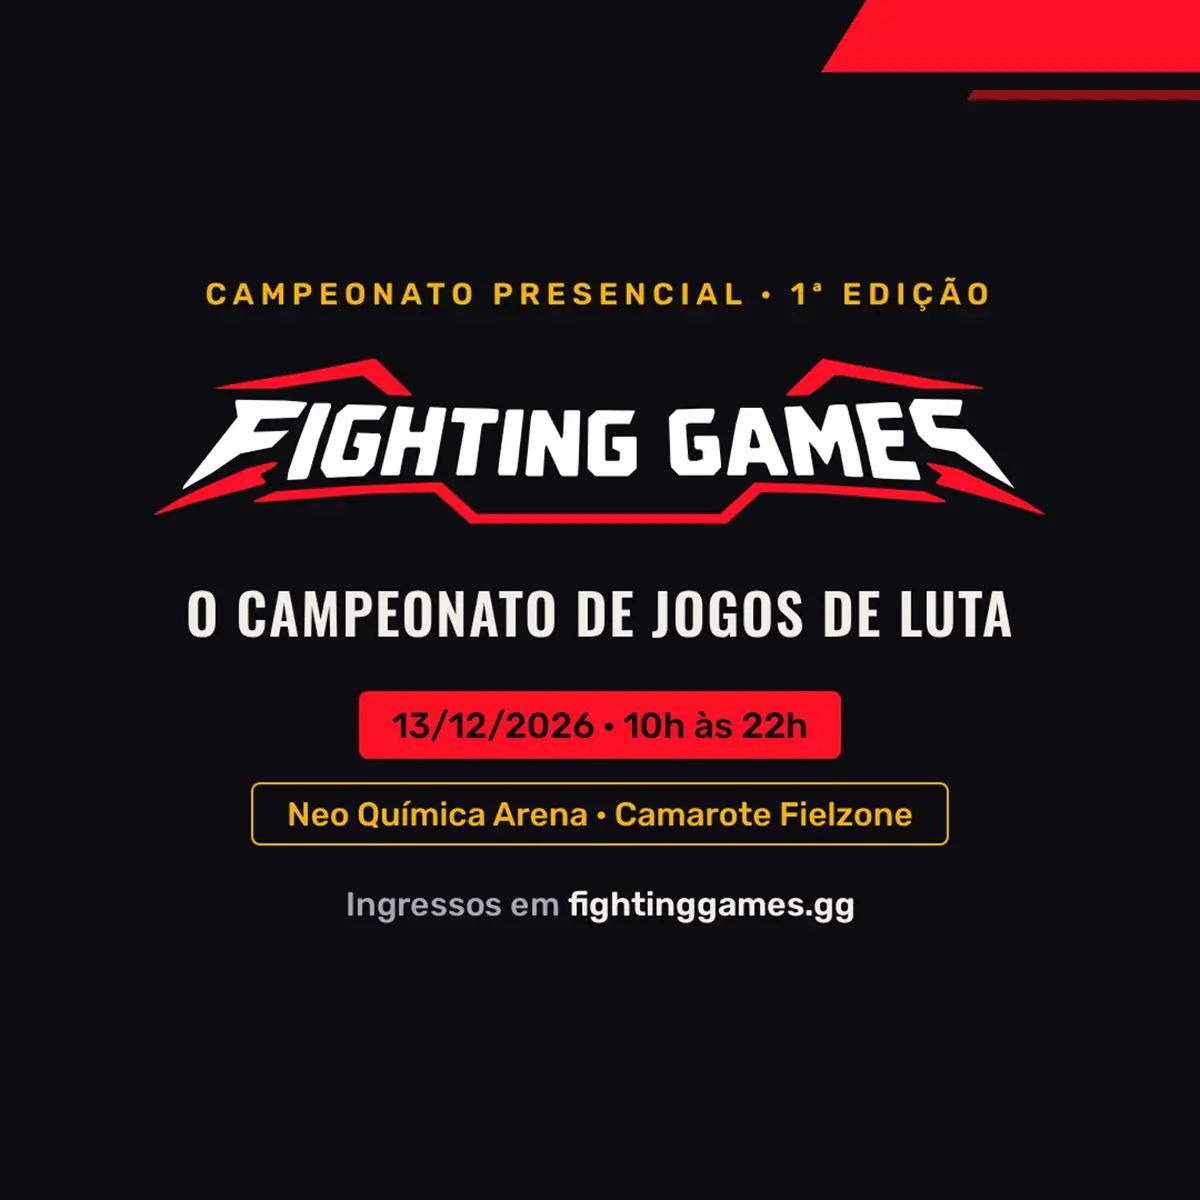 CAMPEONATO PRESENCIAL • 1ª EDIÇÃO
FIGHTING GAMES
O CAMPEONATO DE JOGOS DE LUTA
13/12/2026 • 10h às 22h
Neo Química Arena • Camarote Fielzone
Ingressos em fightinggames.gg